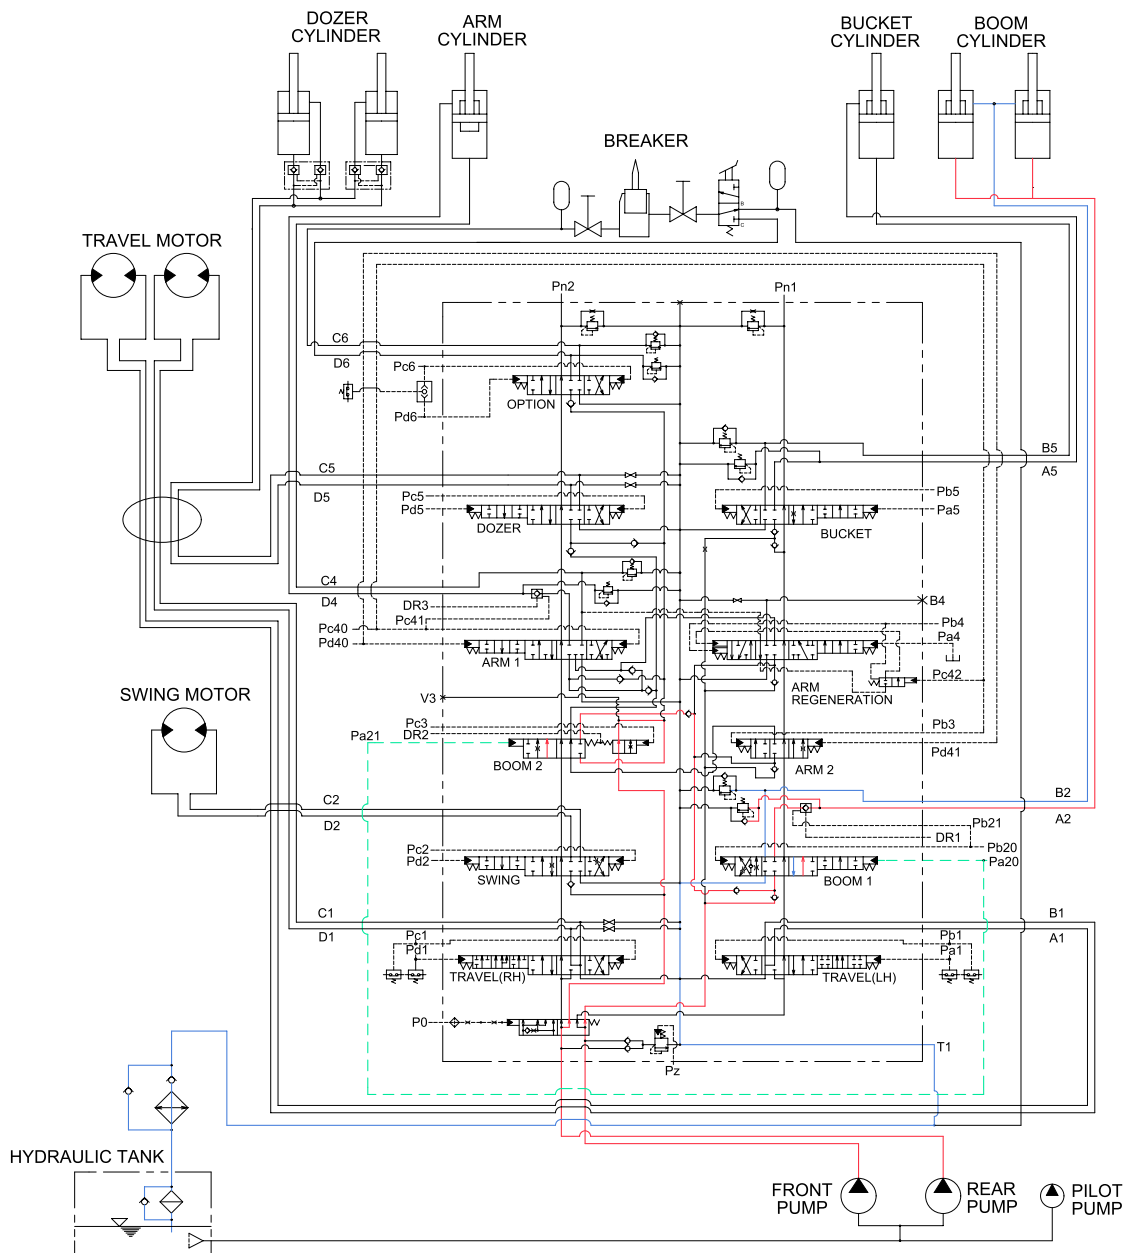 DOZER
CYLINDER
ARM
CYLINDER
BUCKET
CYLINDER
BOOM
CYLINDER
BREAKER
B
C
TRAVEL MOTOR
Pn2
Pn1
C6
D6
Pc6
Pd6
OPTION
C5
D5
Pc5
Pd5
DOZER
B5
A5
Pb5
Pa5
BUCKET
C4
D4
DR3
Pc41
Pc40
Pd40
ARM 1
B4
Pb4
Pa4
Pc42
ARM
REGENERATION
SWING MOTOR
V3
Pc3
DR2
Pa21
BOOM 2
Pb3
Pd41
ARM 2
C2
D2
B2
A2
Pb21
DR1
Pc2
Pd2
SWING
Pb20
Pa20
BOOM 1
C1
D1
B1
A1
Pc1
Pd1
TRAVEL(RH)
Pb1
Pa1
TRAVEL(LH)
P0
Pz
T1
HYDRAULIC TANK
FRONT
PUMP
REAR
PUMP
PILOT
PUMP